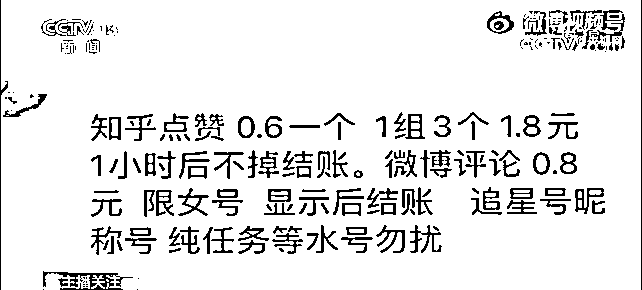 CCTV 13
新闻
微博视频号
知乎点赞 0.6一个 1组3个 1.8元
1小时后不掉结账。微博评论 0.8
元 限女号 显示后结账 追星号昵
称号 纯任务等水号勿扰
主播关注